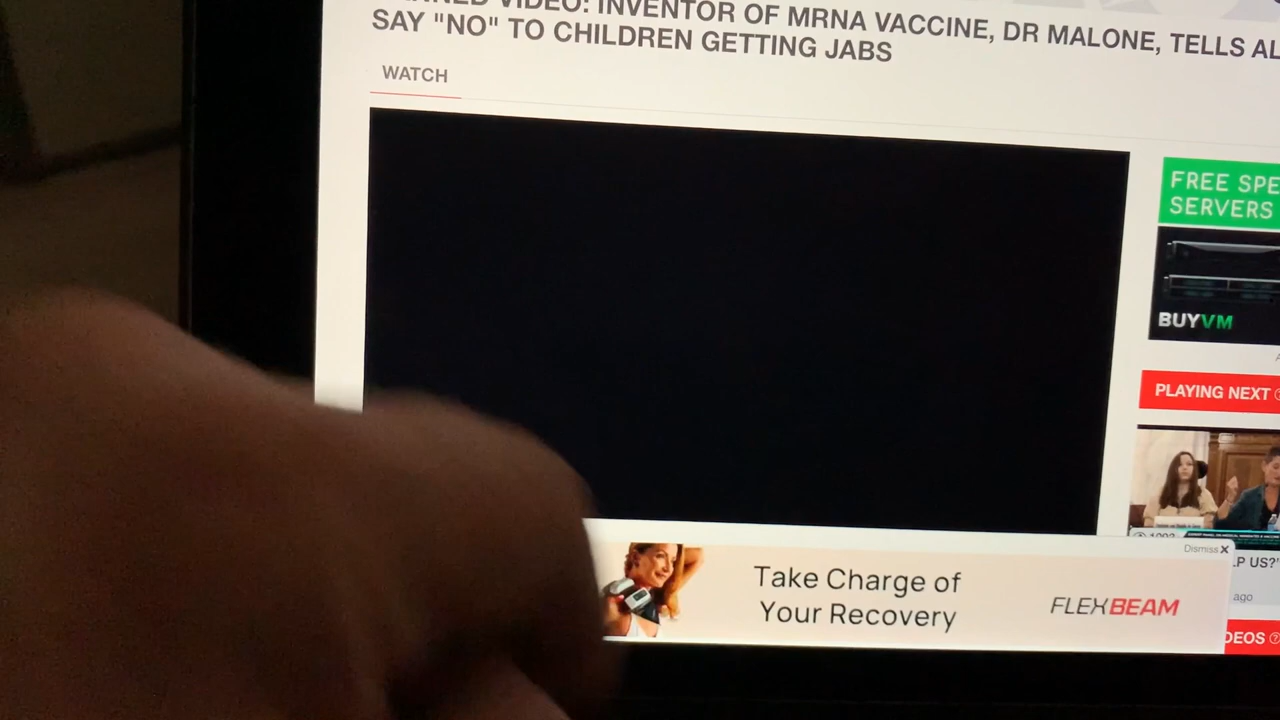 VIDEO: INVENTOR OF MRNA VACCINE, DR MALONE, TELLS
SAY "NO" TO CHILDREN GETTING JABS
WATCH
FREE
SERVERS
BUYVM
PLAYING NEXT
Dismiss X
Take Charge of
Your Recovery
FLEXBEAM
US?'
ago